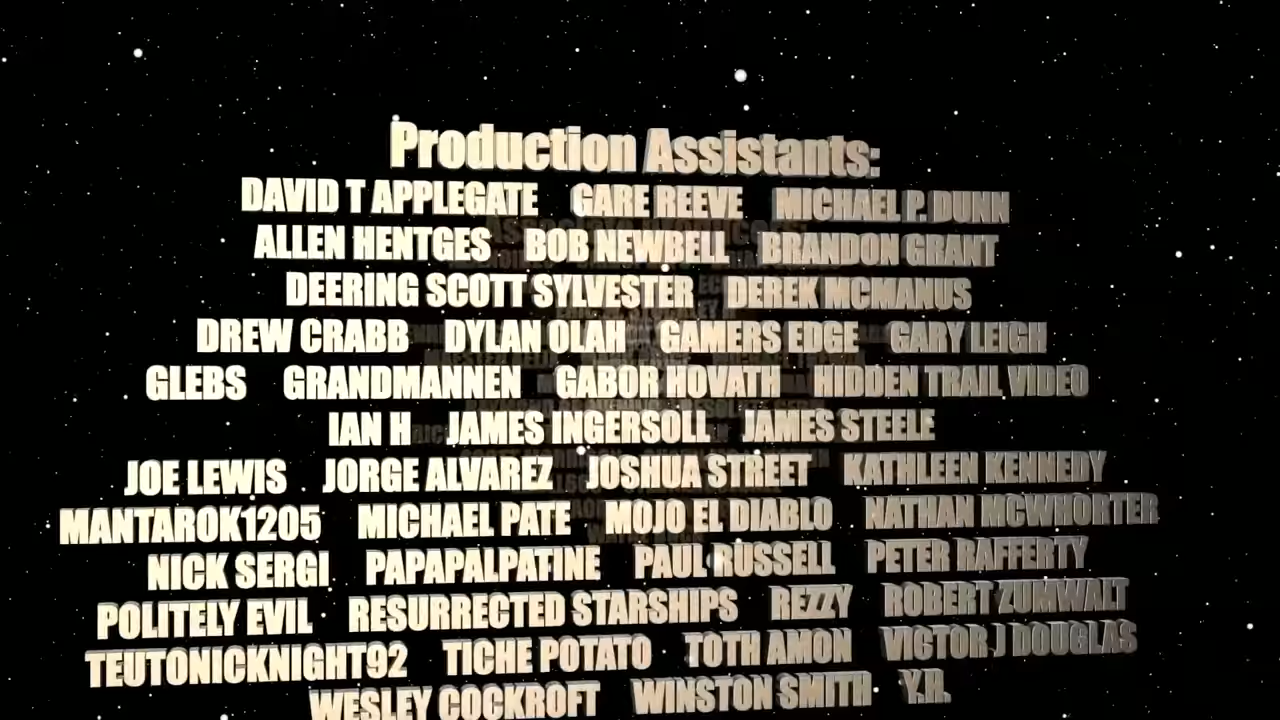 Production Assistants:
DAVID T APPLEGATE GARE REEVE MICHAEL P. DUNN
ALLEN HENTGES BOB NEWBELL BRANDON GRANT
DEERING SCOTT SYLVESTER DEREK MCMANUS
DREW CRABB DYLAN OLAH GAMERS EDGE GARY LEIGH
GLEBS GRANDMANNEN GABOR HOVATH HIDDEN TRAIL VIDEO
IAN H JAMES INGERSOLL JAMES STEELE
JOE LEWIS JORGE ALVAREZ JOSHUA STREET KATHLEEN KENNEDY
MANTAROK1205 MICHAEL PATE MOJO EL DIABLO NATHAN MCWHORTER
NICK SERGI PAPAPALPATINE PAUL RUSSELL PETER RAFFERTY
POLITELY EVIL RESURRECTED STARSHIPS REZZY ROBERT ZUMWALT
TEUTONICKNIGHT92 TICHE POTATO TOTH AMON VICTOR J DOUGLAS
WESLEY COCKROFT WINSTON SMITH Y.R.